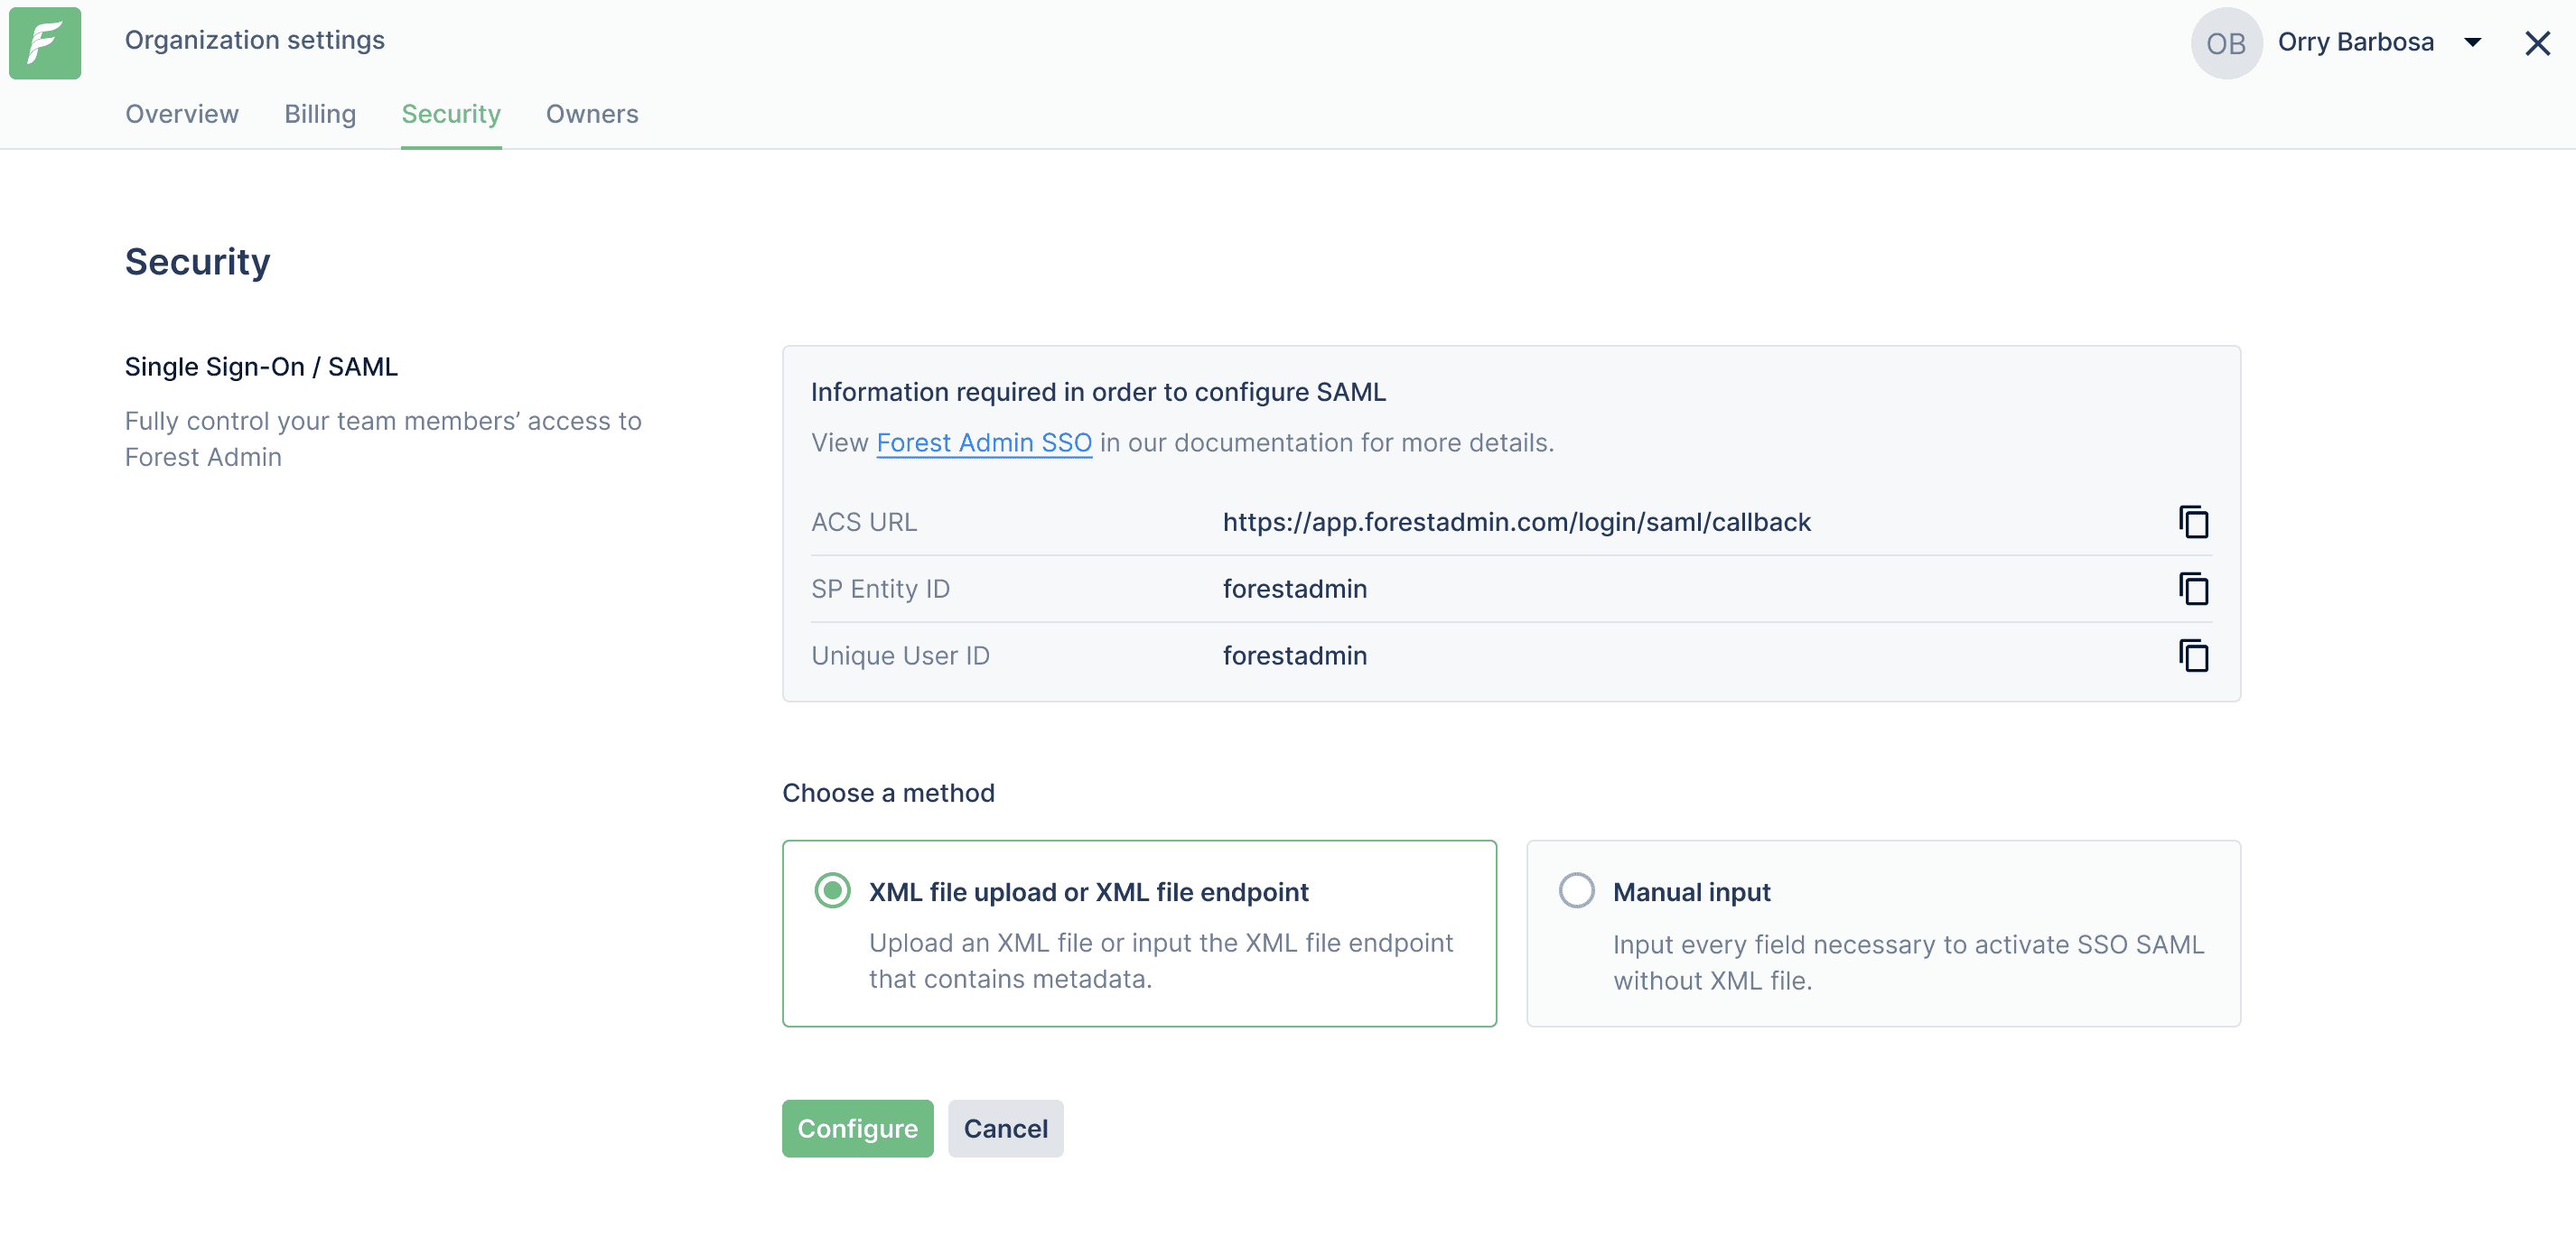 Organization settings
OB Orry Barbosa
Overview Billing Security Owners
Security
Single Sign-On / SAML
Fully control your team members’ access to
Forest Admin
Information required in order to configure SAML
View Forest Admin SSO in our documentation for more details.
ACS URL https://app.forestadmin.com/login/saml/callback
SP Entity ID forestadmin
Unique User ID forestadmin
Choose a method
XML file upload or XML file endpoint
Upload an XML file or input the XML file endpoint
that contains metadata.
Manual input
Input every field necessary to activate SSO SAML
without XML file.
Configure Cancel